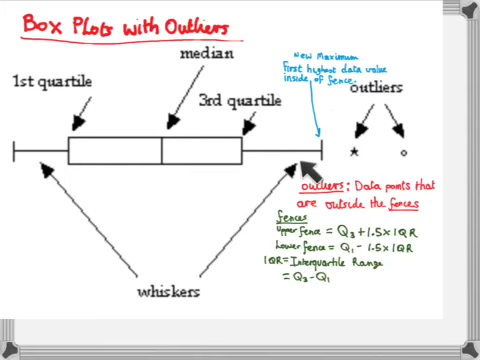 Box Plots with Outliers
median
New Maximum
First highest data value
inside of fence.
1st quartile
3rd quartile
outliers
outliers: Data points that
are outside the fences
fences
Upper fence = Q3 + 1.5 × IQR
Lower fence = Q1 - 1.5 × IQR
IQR = Interquartile Range
= Q3 - Q1
whiskers